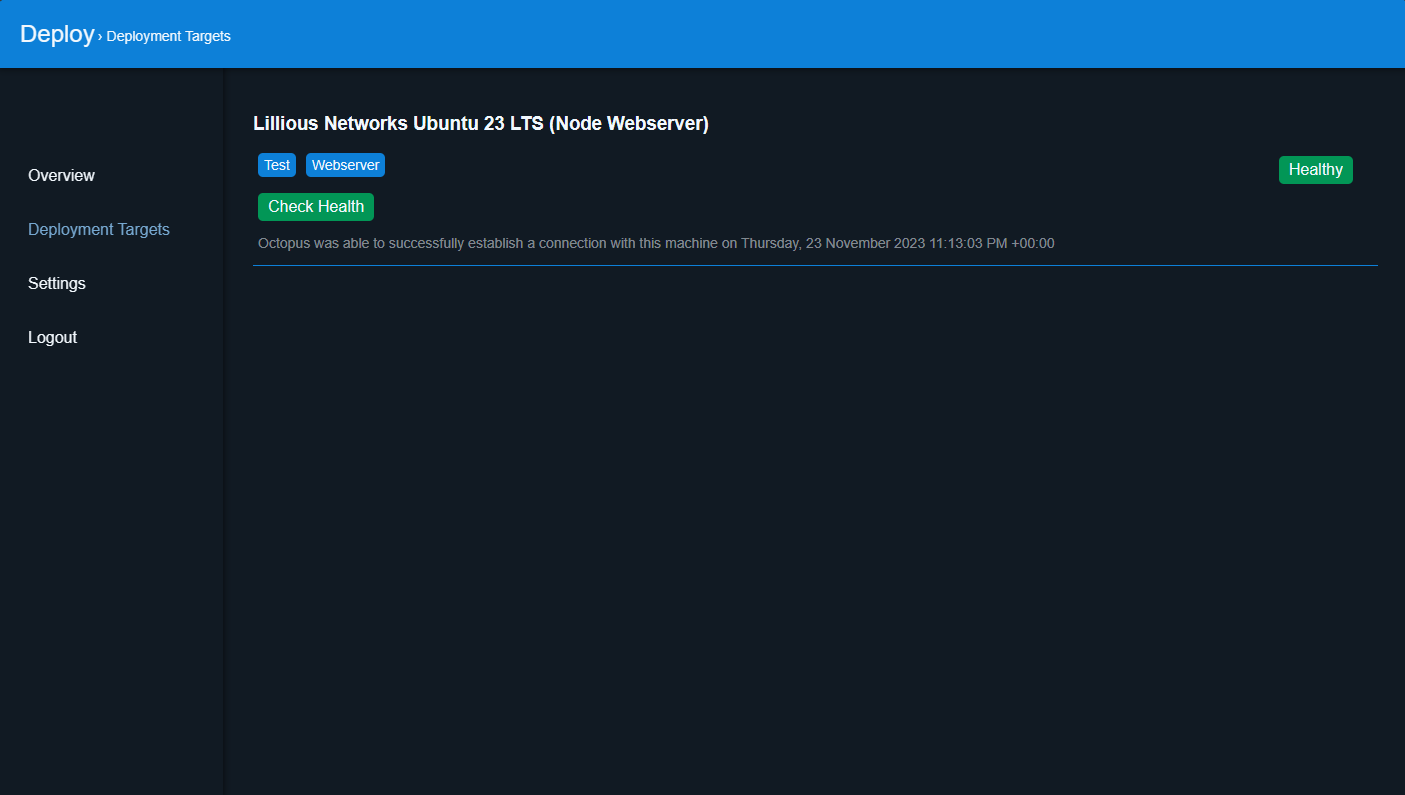 Deploy › Deployment Targets
Overview
Deployment Targets
Settings
Logout
Lillious Networks Ubuntu 23 LTS (Node Webserver)
Test Webserver
Healthy
Check Health
Octopus was able to successfully establish a connection with this machine on Thursday, 23 November 2023 11:13:03 PM +00:00